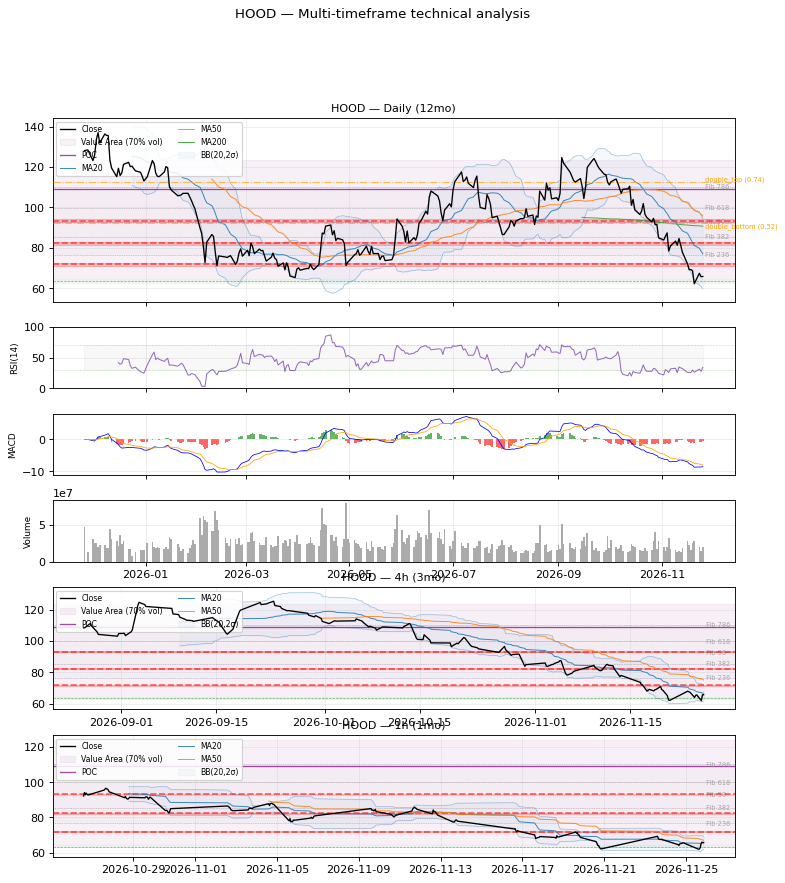 HOOD — Multi-timeframe technical analysis
HOOD — Daily (12mo)
Close
Value Area (70% vol)
POC
MA20
MA50
MA200
BB(20,2σ)
140
120
100
80
60
double_top (0.74)
Fib 786
Fib 618
double_bottom (0.52)
Fib 382
Fib 236
RSI(14)
100
50
0
MACD
0
−10
1e7
Volume
5
0
2026-01
2026-03
2026-05
2026-07
2026-09
2026-11
HOOD — 4h (3mo)
Close
Value Area (70% vol)
POC
MA20
MA50
BB(20,2σ)
120
100
80
60
Fib 786
Fib 618
Fib 382
Fib 236
2026-09-01
2026-09-15
2026-10-01
2026-10-15
2026-11-01
2026-11-15
HOOD — 1h (1mo)
Close
Value Area (70% vol)
POC
MA20
MA50
BB(20,2σ)
120
100
80
60
Fib 786
Fib 618
Fib 382
Fib 236
2026-10-29
2026-11-01
2026-11-05
2026-11-09
2026-11-13
2026-11-17
2026-11-21
2026-11-25